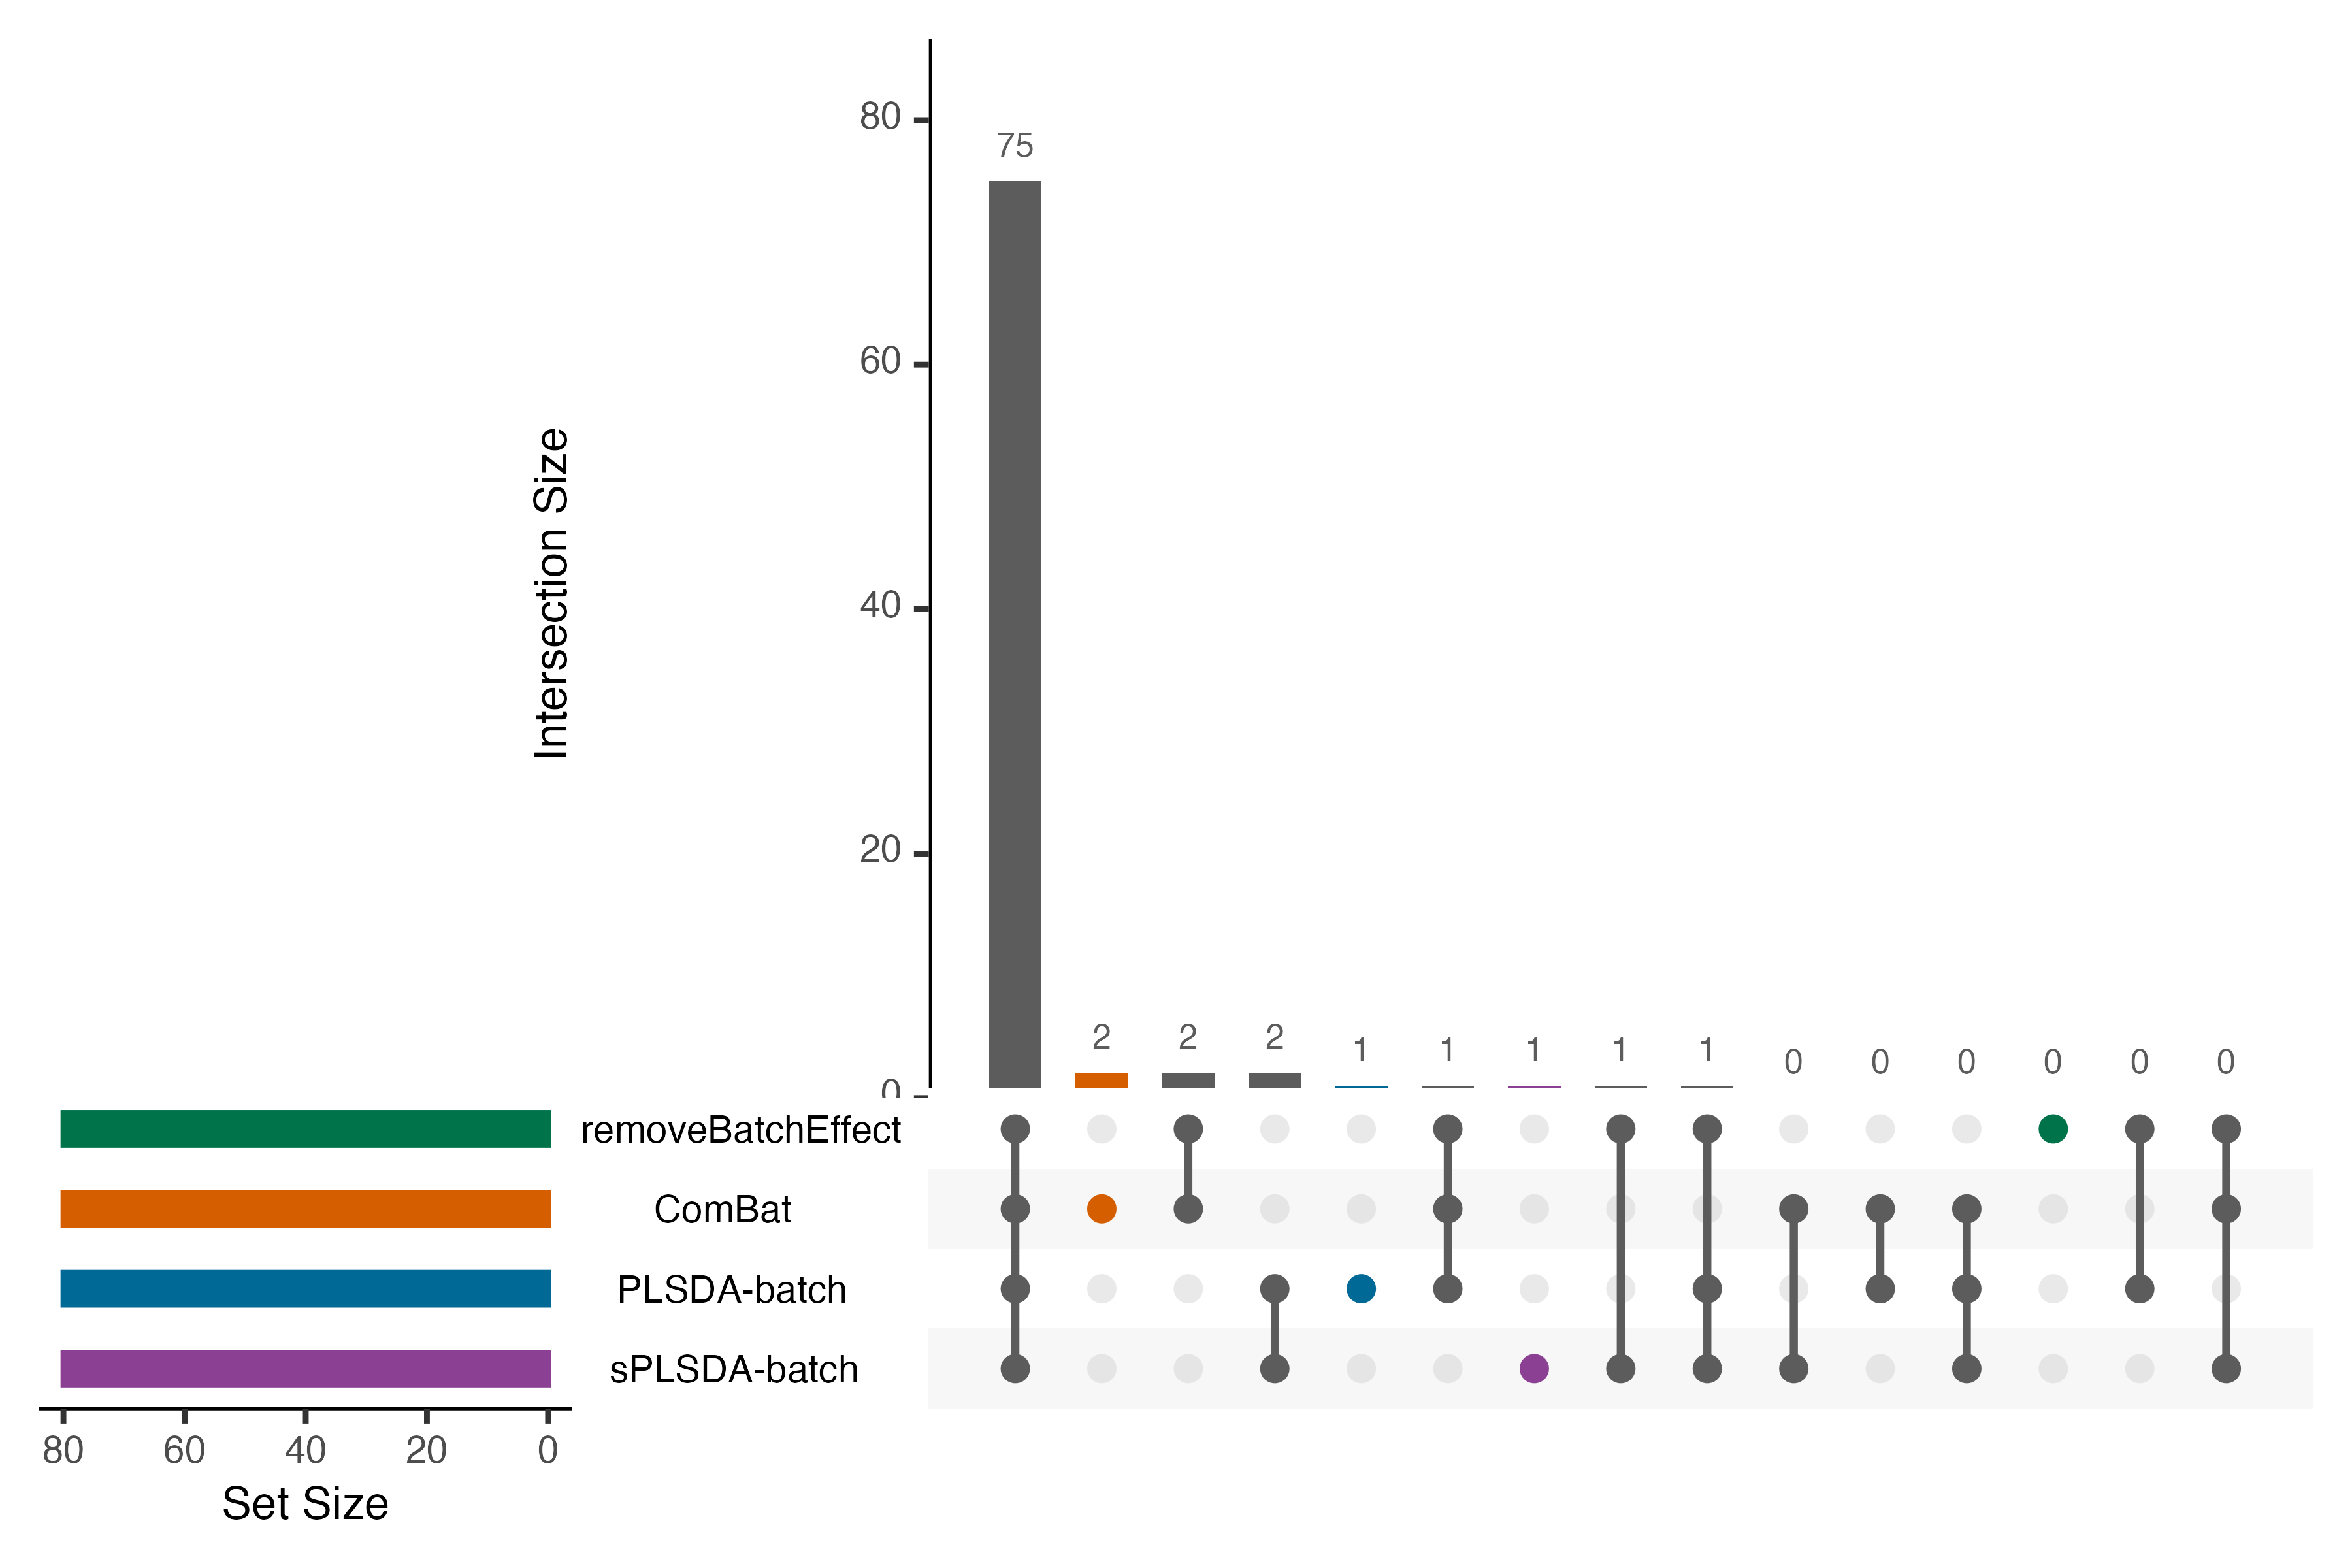 80
75
60
Intersection Size
40
20
2 2 2 1 1 1 1 1 0 0 0 0 0 0
0
removeBatchEffect
ComBat
PLSDA-batch
sPLSDA-batch
80 60 40 20 0
Set Size